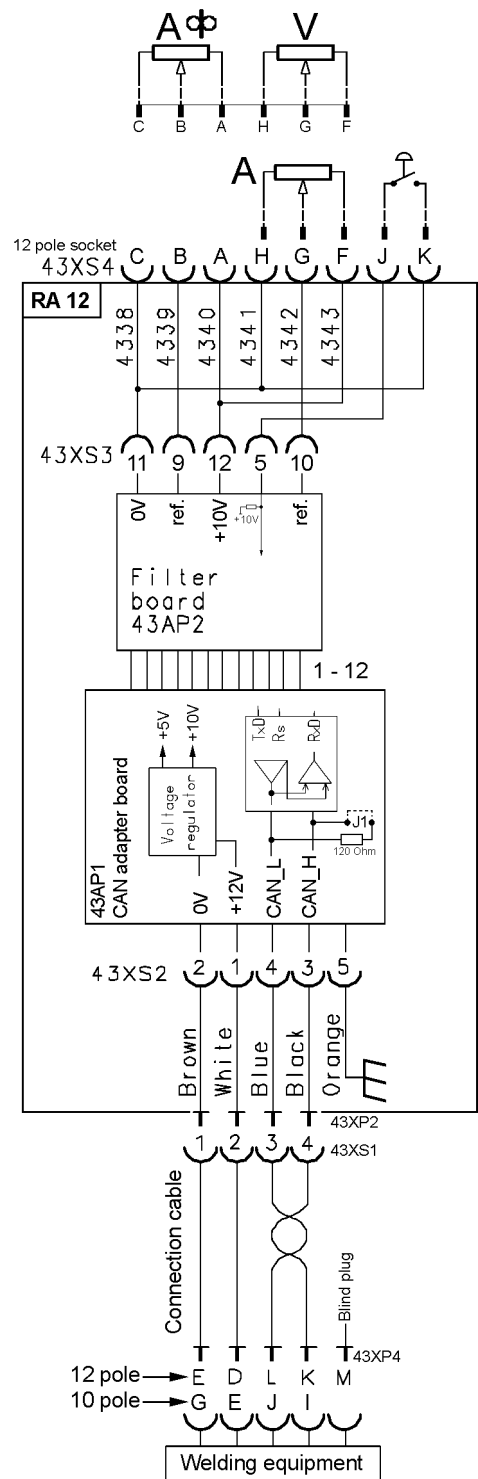 A V
C B A H G F
A
12 pole socket
43XS4 C B A H G F J K
RA 12
4338 4339 4340 4341 4342 4343
43XS3
11 9 12 5 10
0V ref. +10V +10V ref.
Filter
board
43AP2
1 - 12
+5V +10V
TxD Rs RxD
Voltage
regulator
J1
120 Ohm
43AP1
CAN adapter board
0V +12V CAN_L CAN_H
43XS2 2 1 4 3 5
Brown White Blue Black Orange
43XP2
1 2 3 4 43XS1
Connection cable
Blind plug
43XP4
12 pole E D L K M
10 pole G E J I
Welding equipment